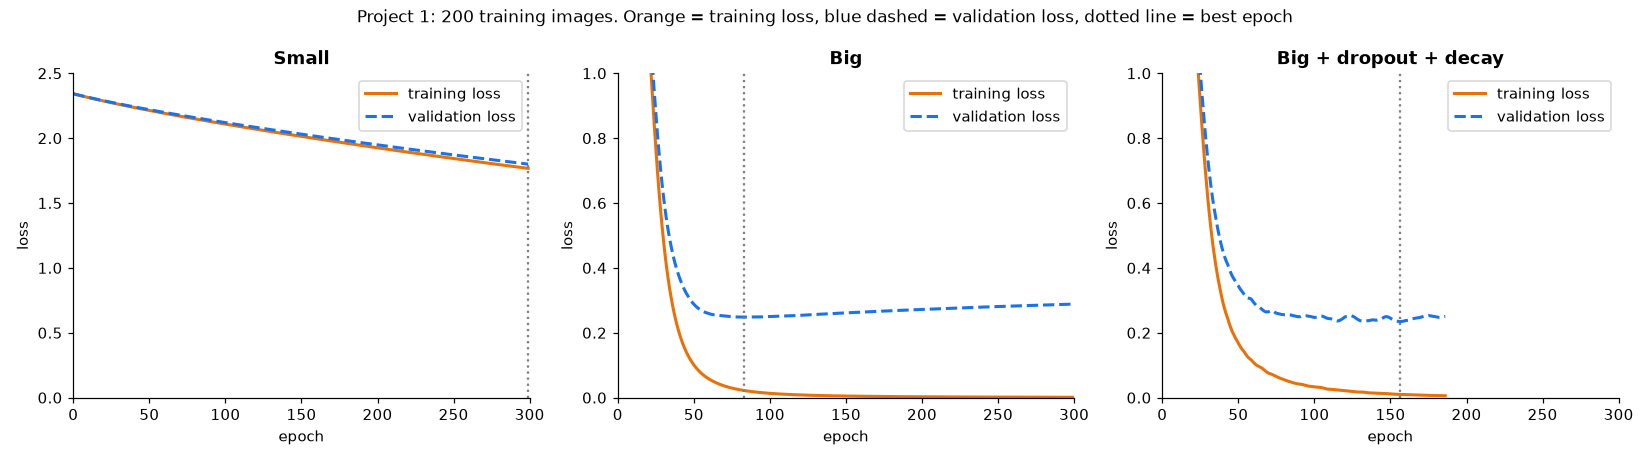 Project 1: 200 training images. Orange = training loss, blue dashed = validation loss, dotted line = best epoch
Small
2.5
2.0
1.5
1.0
0.5
0.0
loss
0 50 100 150 200 250 300
epoch
training loss
validation loss
Big
1.0
0.8
0.6
0.4
0.2
0.0
loss
0 50 100 150 200 250 300
epoch
training loss
validation loss
Big + dropout + decay
1.0
0.8
0.6
0.4
0.2
0.0
loss
0 50 100 150 200 250 300
epoch
training loss
validation loss